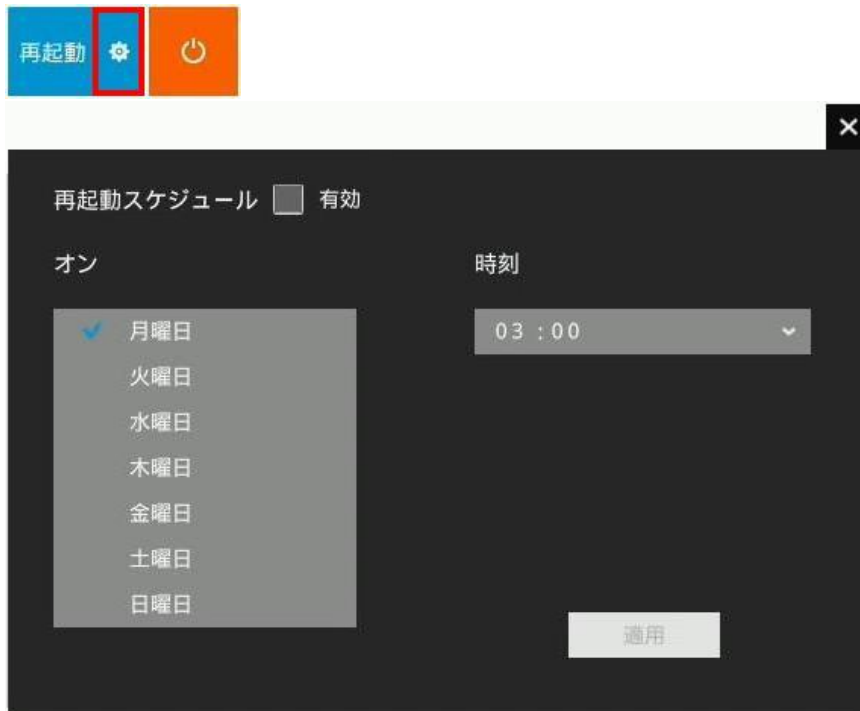 再起動
再起動スケジュール 有効
オン 時刻
月曜日 03 :00
火曜日
水曜日
木曜日
金曜日
土曜日
日曜日
適用